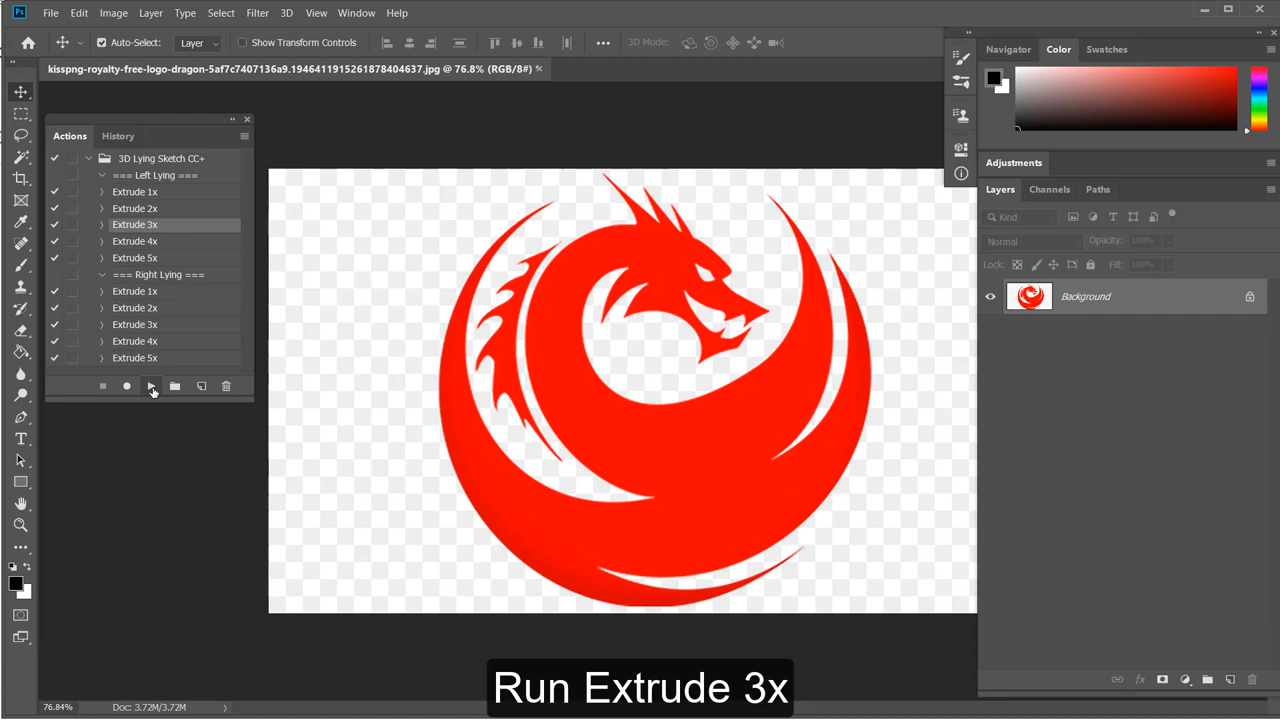 Ps File Edit Image Layer Type Select Filter 3D View Window Help
Auto-Select: Layer Show Transform Controls 3D Mode:
kisspng-royalty-free-logo-dragon-5af7c7407136a9.1946411915261878404637.jpg @ 76.8% (RGB/8#)
Actions History
3D Lying Sketch CC+
=== Left Lying ===
Extrude 1x
Extrude 2x
Extrude 3x
Extrude 4x
Extrude 5x
=== Right Lying ===
Extrude 1x
Extrude 2x
Extrude 3x
Extrude 4x
Extrude 5x
Navigator Color Swatches
Adjustments
Layers Channels Paths
Kind
Normal Opacity: 100%
Lock: Fill: 100%
Background
Run Extrude 3x
76.84% Doc: 3.72M/3.72M